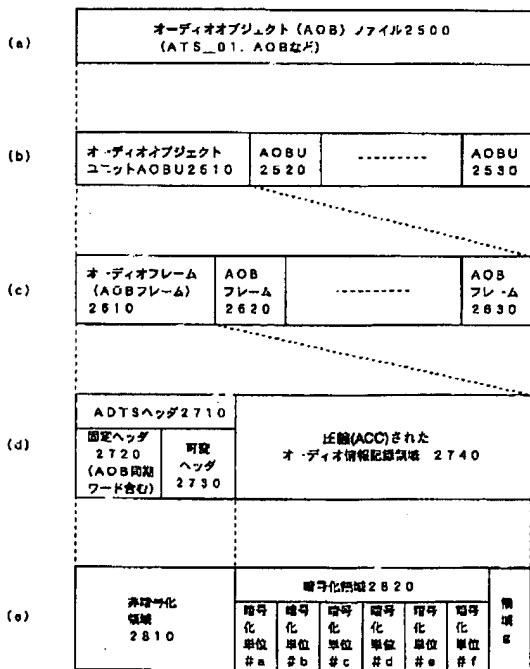 (a)
オーディオオブジェクト (AOB) ファイル2500
(ATS__01. AOBなど)
(b)
オーディオオブジェクト
ユニットAOBU2510
AOBU
2520
AOBU
2530
(c)
オーディオフレーム
(AOBフレーム)
2610
AOB
フレーム
2620
AOB
フレーム
2630
(d)
ADTSヘッダ2710
固定ヘッダ
2720
(AOB同期
ワード含む)
可変
ヘッダ
2730
圧縮(ACC)された
オーディオ情報記録領域 2740
(e)
非暗号化
領域
2810
暗号化領域2820
暗号
化
単位
#a
暗号
化
単位
#b
暗号
化
単位
#c
暗号
化
単位
#d
暗号
化
単位
#e
暗号
化
単位
#f
領
域
g